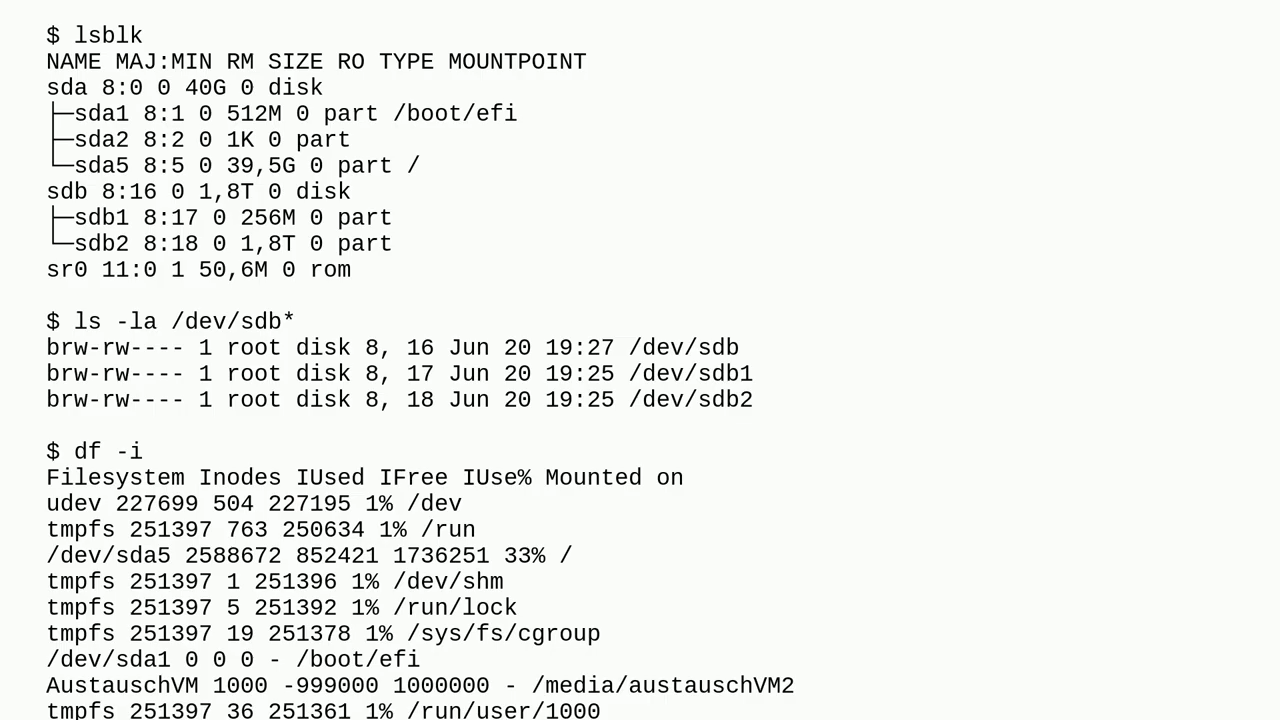 $ lsblk
NAME MAJ:MIN RM SIZE RO TYPE MOUNTPOINT
sda 8:0 0 40G 0 disk
├─sda1 8:1 0 512M 0 part /boot/efi
├─sda2 8:2 0 1K 0 part
└─sda5 8:5 0 39,5G 0 part /
sdb 8:16 0 1,8T 0 disk
├─sdb1 8:17 0 256M 0 part
└─sdb2 8:18 0 1,8T 0 part
sr0 11:0 1 50,6M 0 rom
$ ls -la /dev/sdb*
brw-rw---- 1 root disk 8, 16 Jun 20 19:27 /dev/sdb
brw-rw---- 1 root disk 8, 17 Jun 20 19:25 /dev/sdb1
brw-rw---- 1 root disk 8, 18 Jun 20 19:25 /dev/sdb2
$ df -i
Filesystem Inodes IUsed IFree IUse% Mounted on
udev 227699 504 227195 1% /dev
tmpfs 251397 763 250634 1% /run
/dev/sda5 2588672 852421 1736251 33% /
tmpfs 251397 1 251396 1% /dev/shm
tmpfs 251397 5 251392 1% /run/lock
tmpfs 251397 19 251378 1% /sys/fs/cgroup
/dev/sda1 0 0 0 - /boot/efi
AustauschVM 1000 -999000 1000000 - /media/austauschVM2
tmpfs 251397 36 251361 1% /run/user/1000